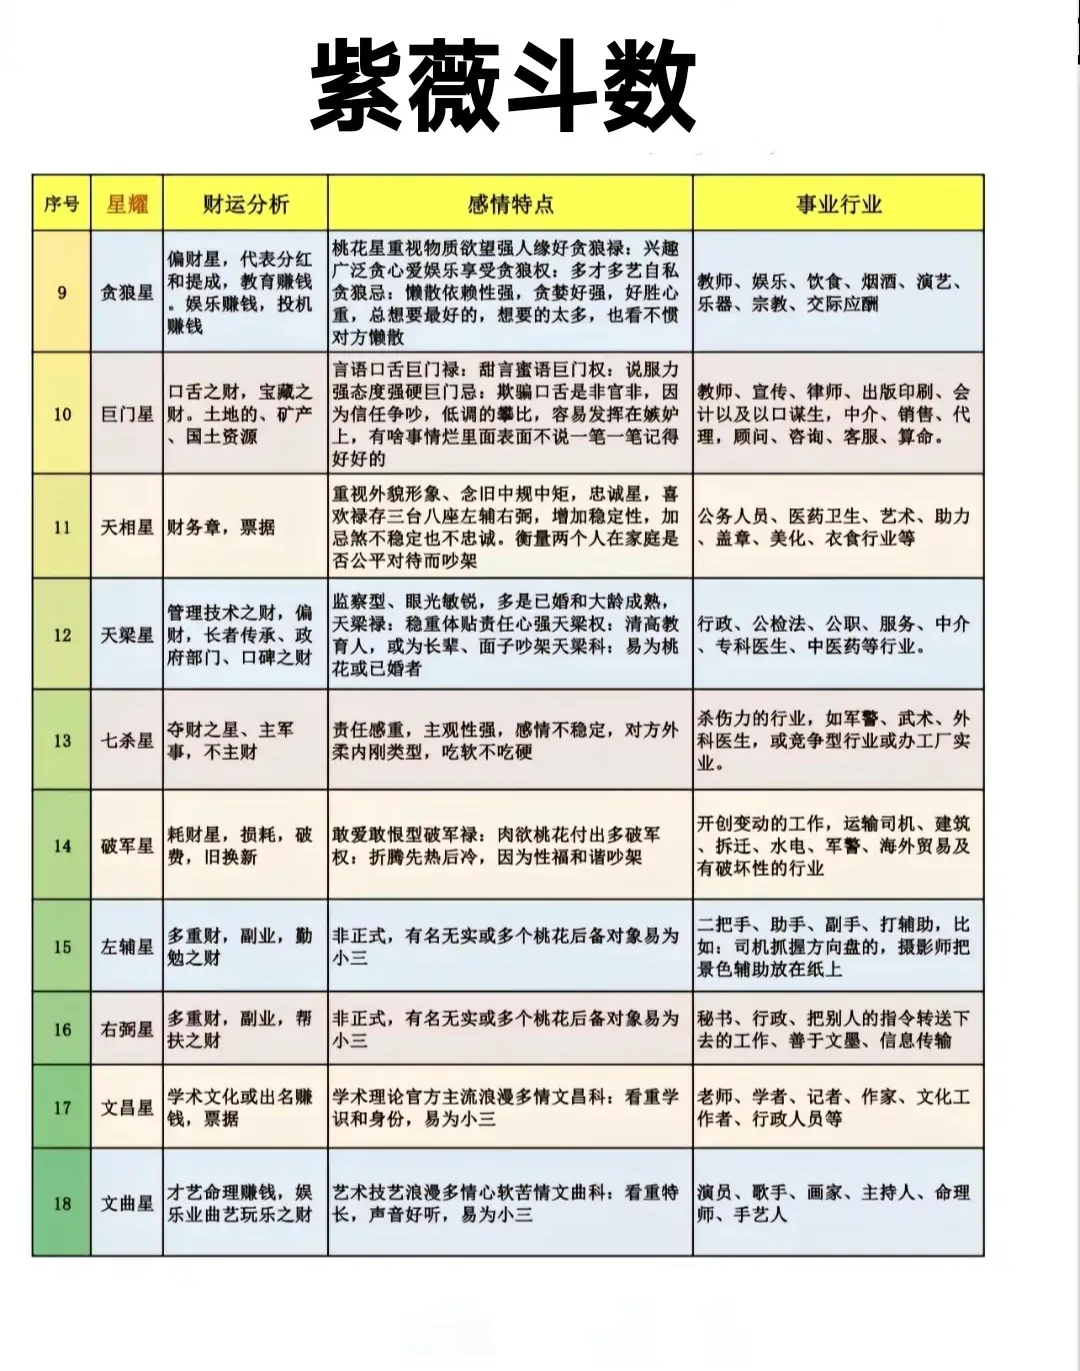 紫薇斗数
序号 星耀 财运分析 感情特点 事业行业
9
贪狼星
偏财星，代表分红
和提成，教育赚钱
。娱乐赚钱，投机
赚钱
桃花星重视物质欲望强人缘好贪狼禄：兴趣
广泛贪心爱娱乐享受贪狼权：多才多艺自私
贪狼忌：懒散依赖性强，贪婪好强，好胜心
重，总想要最好的，想要的太多，也看不惯
对方懒散
教师、娱乐、饮食、烟酒、演艺、
乐器、宗教、交际应酬
10
巨门星
口舌之财，宝藏之
财。土地的、矿产
、国土资源
言语口舌巨门禄：甜言蜜语巨门权：说服力
强态度强硬巨门忌：欺骗口舌是非官非，因
为信任争吵，低调的攀比，容易发挥在嫉妒
上，有啥事情烂里面表面不说一笔一笔记得
好好的
教师、宣传、律师、出版印刷、会
计以及以口谋生，中介、销售、代
理，顾问、咨询、客服、算命。
11
天相星
财务章，票据
重视外貌形象、念旧中规中矩，忠诚星，喜
欢禄存三台八座左辅右弼，增加稳定性，加
忌煞不稳定也不忠诚。衡量两个人在家庭是
否公平对待而吵架
公务人员、医药卫生、艺术、助力
、盖章、美化、衣食行业等
12
天梁星
管理技术之财，偏
财，长者传承、政
府部门、口碑之财
监察型、眼光敏锐，多是已婚和大龄成熟，
天梁禄：稳重体贴责任心强天梁权：清高教
育人，或为长辈、面子吵架天梁科：易为桃
花或已婚者
行政、公检法、公职、服务、中介
、专科医生、中医药等行业。
13
七杀星
夺财之星、主军
事，不主财
责任感重，主观性强，感情不稳定，对方外
柔内刚类型，吃软不吃硬
杀伤力的行业，如军警、武术、外
科医生，或竞争型行业或办工厂实
业。
14
破军星
耗财星，损耗，破
费，旧换新
敢爱敢恨型破军禄：肉欲桃花付出多破军
权：折腾先热后冷，因为性福和谐吵架
开创变动的工作，运输司机、建筑
、拆迁、水电、军警、海外贸易及
有破坏性的行业
15
左辅星
多重财，副业，勤
勉之财
非正式，有名无实或多个桃花后备对象易为
小三
二把手、助手、副手、打辅助，比
如：司机抓握方向盘的，摄影师把
景色辅助放在纸上
16
右弼星
多重财，副业，帮
扶之财
非正式，有名无实或多个桃花后备对象易为
小三
秘书、行政、把别人的指令转送下
去的工作、善于文墨、信息传输
17
文昌星
学术文化或出名赚
钱，票据
学术理论官方主流浪漫多情文昌科：看重学
识和身份，易为小三
老师、学者、记者、作家、文化工
作者、行政人员等
18
文曲星
才艺命理赚钱，娱
乐业曲艺玩乐之财
艺术技艺浪漫多情心软苦情文曲科：看重特
长，声音好听，易为小三
演员、歌手、画家、主持人、命理
师、手艺人